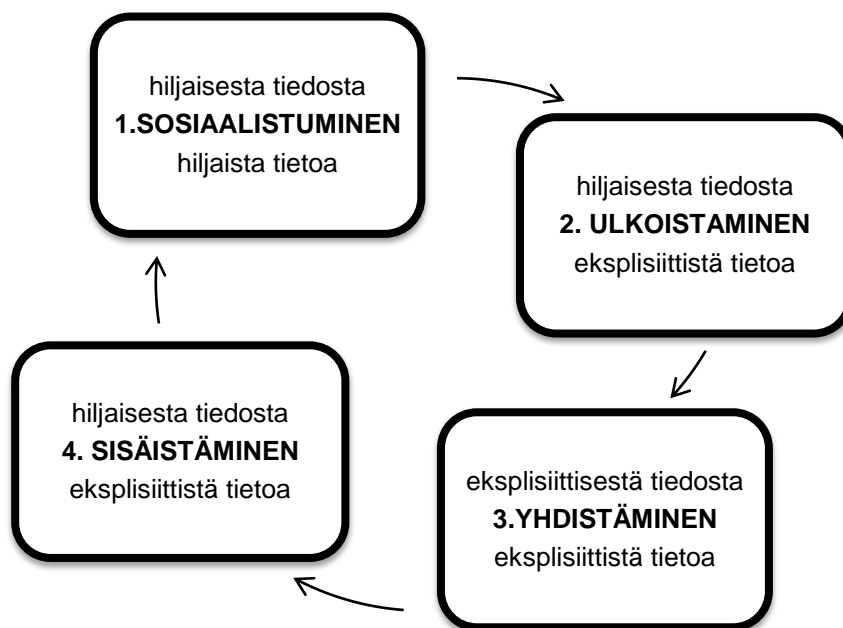 hiljaisesta tiedosta
1.SOSIAALISTUMINEN
hiljaista tietoa
hiljaisesta tiedosta
2. ULKOISTAMINEN
eksplisiittistä tietoa
eksplisiittisestä tiedosta
3.YHDISTÄMINEN
eksplisiittistä tietoa
hiljaisesta tiedosta
4. SISÄISTÄMINEN
eksplisiittistä tietoa